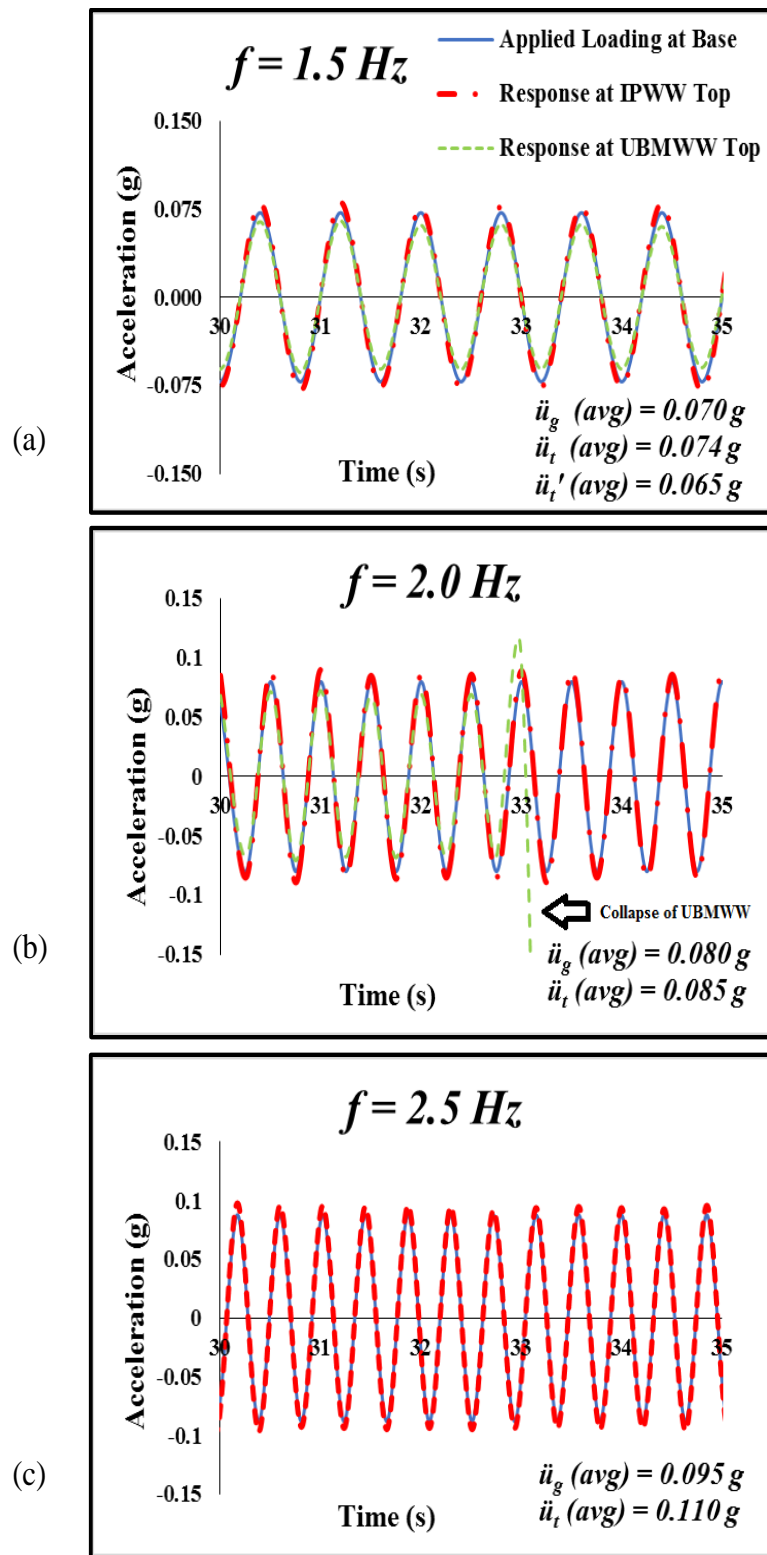 f = 1.5 Hz
Applied Loading at Base
Response at IPWW Top
Response at UBMWW Top
Acceleration (g)
0.150
0.075
0.000
-0.075
-0.150
30 31 32 33 34 35
Time (s)
ü_g (avg) = 0.070 g
ü_t (avg) = 0.074 g
ü_t' (avg) = 0.065 g
(a)
f = 2.0 Hz
Acceleration (g)
0.15
0.1
0.05
0
-0.05
-0.1
-0.15
30 31 32 33 34 35
Collapse of UBMWW
Time (s)
ü_g (avg) = 0.080 g
ü_t (avg) = 0.085 g
(b)
f = 2.5 Hz
Acceleration (g)
0.15
0.1
0.05
0
-0.05
-0.1
-0.15
30 31 32 33 34 35
Time (s)
ü_g (avg) = 0.095 g
ü_t (avg) = 0.110 g
(c)